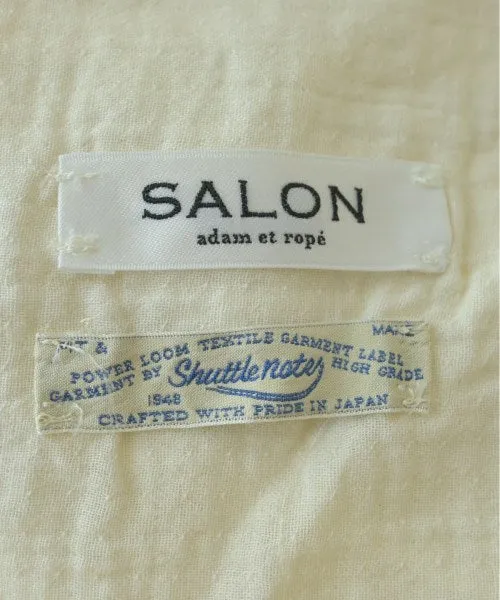 SALON
adam et ropé
& MAKE
POWER LOOM TEXTILE GARMENT LABEL
GARMENT BY Shuttlenotes HIGH GRADE
1948
CRAFTED WITH PRIDE IN JAPAN